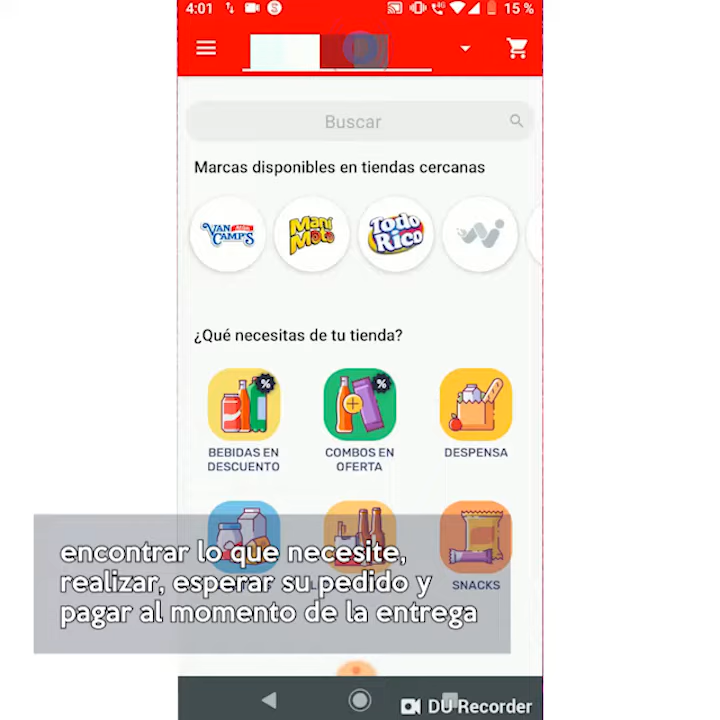 4:01
15 %
Buscar
Marcas disponibles en tiendas cercanas
VAN CAMP'S
Mani Moto
Todo Rico
¿Qué necesitas de tu tienda?
%
%
BEBIDAS EN DESCUENTO
COMBOS EN OFERTA
DESPENSA
SNACKS
encontrar lo que necesite,
realizar, esperar su pedido y
pagar al momento de la entrega
DU Recorder